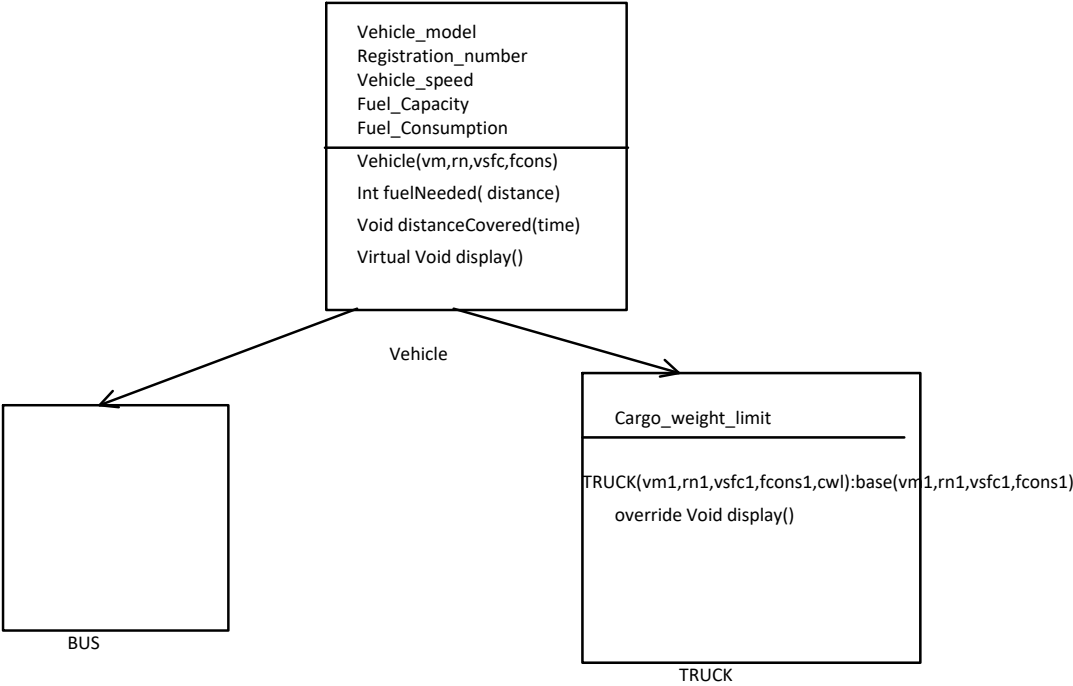 Vehicle_model
Registration_number
Vehicle_speed
Fuel_Capacity
Fuel_Consumption
Vehicle(vm,rn,vsfc,fcons)
Int fuelNeeded( distance)
Void distanceCovered(time)
Virtual Void display()
Vehicle
Cargo_weight_limit
TRUCK(vm1,rn1,vsfc1,fcons1,cwl):base(vm1,rn1,vsfc1,fcons1)
override Void display()
BUS
TRUCK